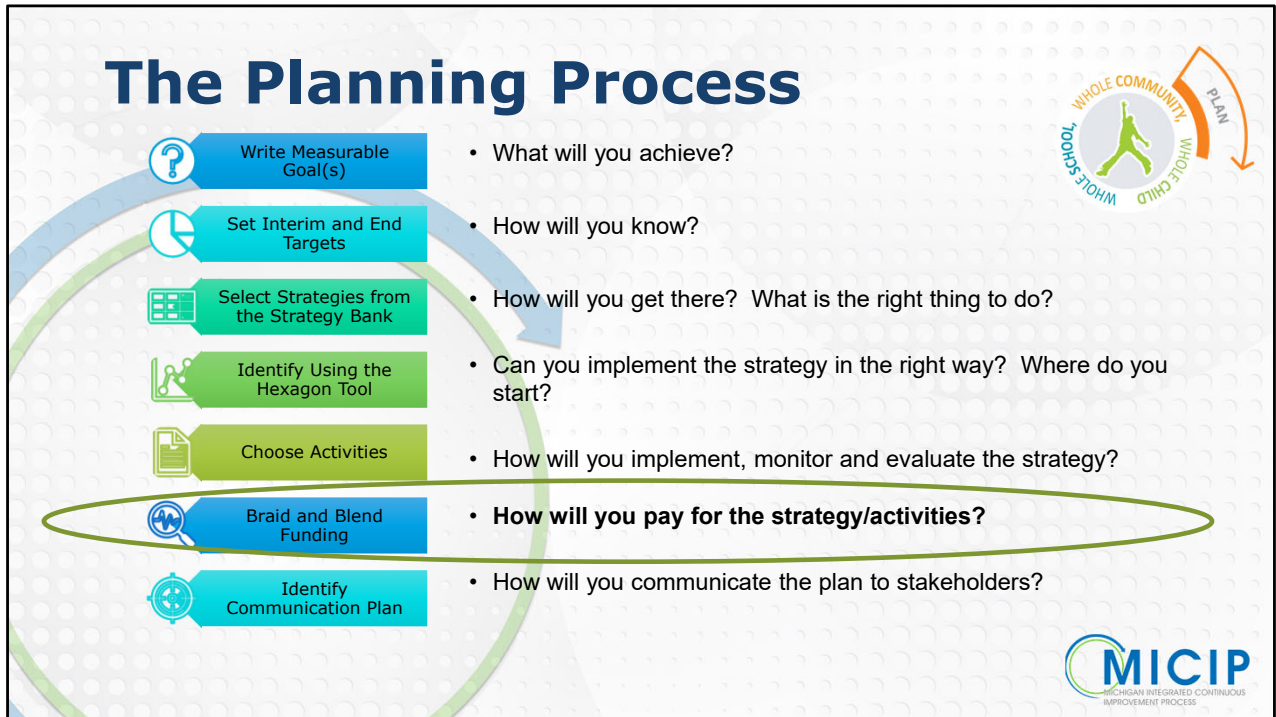 The Planning Process
WHOLE SCHOOL, WHOLE COMMUNITY, WHOLE CHILD
PLAN
Write Measurable
Goal(s)
• What will you achieve?
Set Interim and End
Targets
• How will you know?
Select Strategies from
the Strategy Bank
• How will you get there? What is the right thing to do?
Identify Using the
Hexagon Tool
• Can you implement the strategy in the right way? Where do you
start?
Choose Activities
• How will you implement, monitor and evaluate the strategy?
Braid and Blend
Funding
• How will you pay for the strategy/activities?
Identify
Communication Plan
• How will you communicate the plan to stakeholders?
MICIP
MICHIGAN INTEGRATED CONTINUOUS
IMPROVEMENT PROCESS